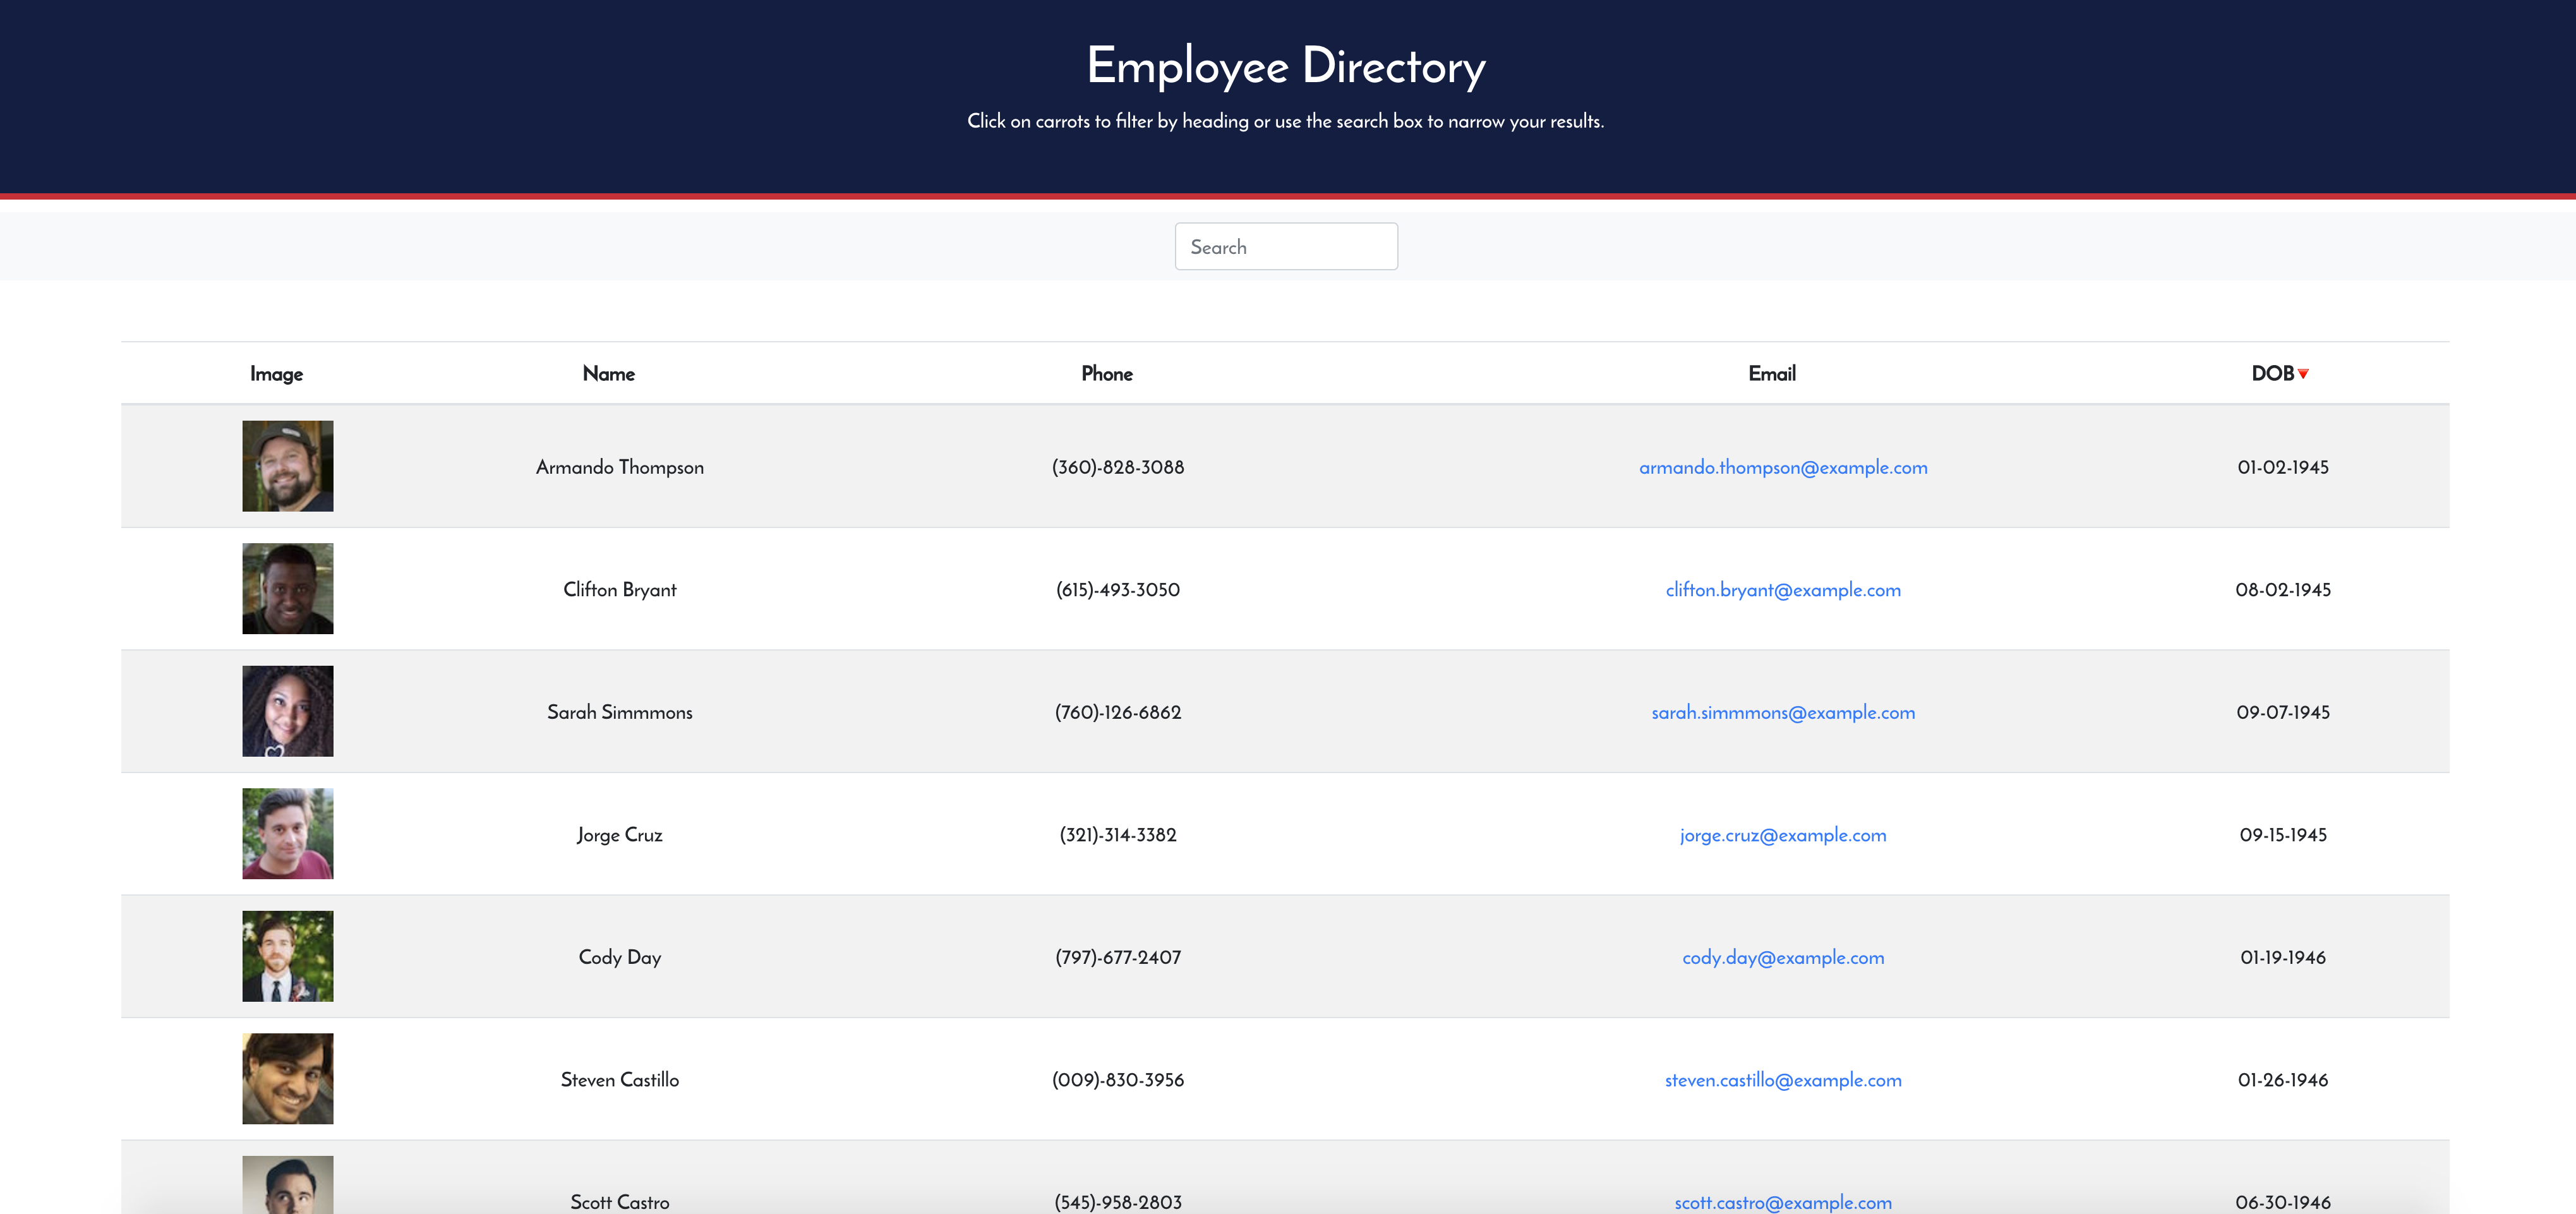 Employee Directory
Click on carrots to filter by heading or use the search box to narrow your results.
Search
Image Name Phone Email DOB
Armando Thompson (360)-828-3088 armando.thompson@example.com 01-02-1945
Clifton Bryant (615)-493-3050 clifton.bryant@example.com 08-02-1945
Sarah Simmmons (760)-126-6862 sarah.simmmons@example.com 09-07-1945
Jorge Cruz (321)-314-3382 jorge.cruz@example.com 09-15-1945
Cody Day (797)-677-2407 cody.day@example.com 01-19-1946
Steven Castillo (009)-830-3956 steven.castillo@example.com 01-26-1946
Scott Castro (545)-958-2803 scott.castro@example.com 06-30-1946